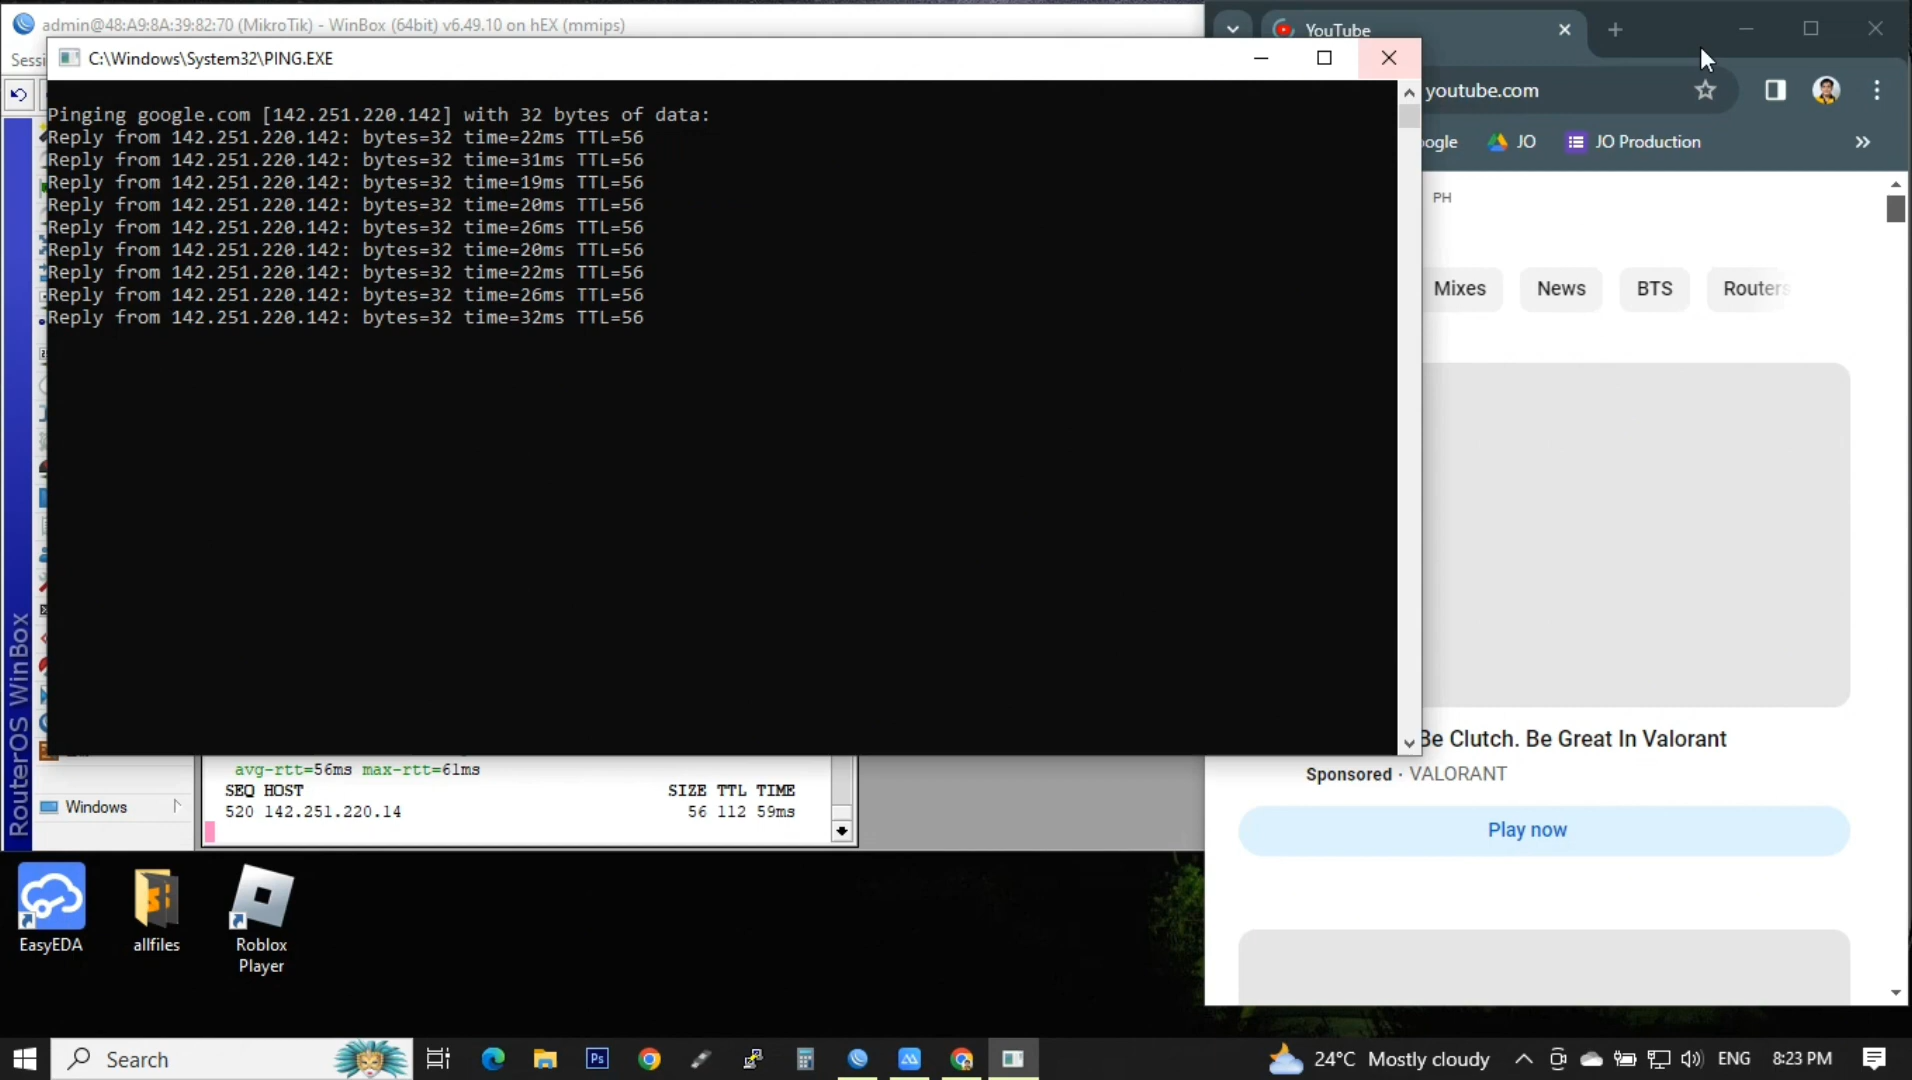 admin@48:A9:8A:39:82:70 (MikroTik) - WinBox (64bit) v6.49.10 on hEX (mmips)
YouTube
C:\Windows\System32\PING.EXE
youtube.com
JO
JO Production
Pinging google.com [142.251.220.142] with 32 bytes of data:
Reply from 142.251.220.142: bytes=32 time=22ms TTL=56
Reply from 142.251.220.142: bytes=32 time=31ms TTL=56
Reply from 142.251.220.142: bytes=32 time=19ms TTL=56
Reply from 142.251.220.142: bytes=32 time=20ms TTL=56
Reply from 142.251.220.142: bytes=32 time=26ms TTL=56
Reply from 142.251.220.142: bytes=32 time=20ms TTL=56
Reply from 142.251.220.142: bytes=32 time=22ms TTL=56
Reply from 142.251.220.142: bytes=32 time=26ms TTL=56
Reply from 142.251.220.142: bytes=32 time=32ms TTL=56
PH
Mixes
News
BTS
Routers
Be Clutch. Be Great In Valorant
Sponsored · VALORANT
Play now
RouterOS WinBox
Windows
avg-rtt=56ms max-rtt=61ms
SEQ HOST SIZE TTL TIME
520 142.251.220.14 56 112 59ms
EasyEDA
allfiles
Roblox
Player
Search
Ps
24°C Mostly cloudy
ENG
8:23 PM